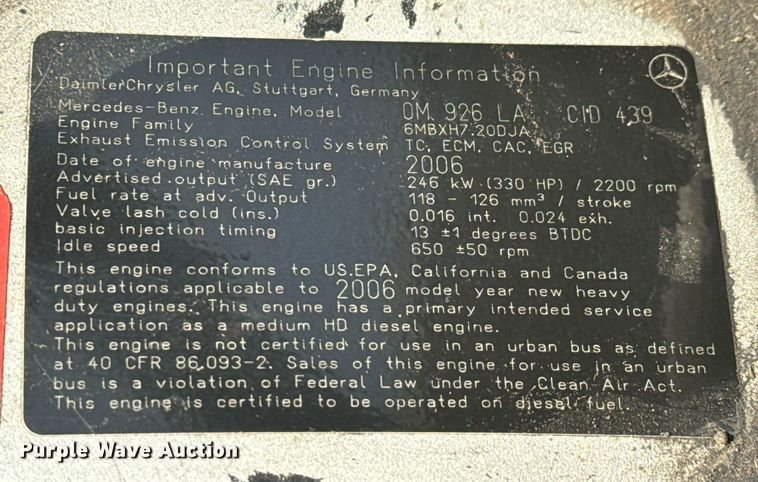 Important Engine Information
DaimlerChrysler AG, Stuttgart, Germany
Mercedes-Benz Engine, Model OM 926 LA CID 439
Engine Family 6MBXH7.20DJA
Exhaust Emission Control System TC, ECM, CAC, EGR
Date of engine manufacture 2006
Advertised output (SAE gr.) 246 kW (330 HP) / 2200 rpm
Fuel rate at adv. Output 118 - 126 mm³ / stroke
Valve lash cold (ins.) 0.016 int. 0.024 exh.
basic injection timing 13 ±1 degrees BTDC
Idle speed 650 ±50 rpm
This engine conforms to US.EPA, California and Canada
regulations applicable to 2006 model year new heavy
duty engines. This engine has a primary intended service
application as a medium HD diesel engine.
This engine is not certified for use in an urban bus as defined
at 40 CFR 86.093-2. Sales of this engine for use in an urban
bus is a violation of Federal Law under the Clean Air Act.
This engine is certified to be operated on diesel fuel.
Purple Wave Auction